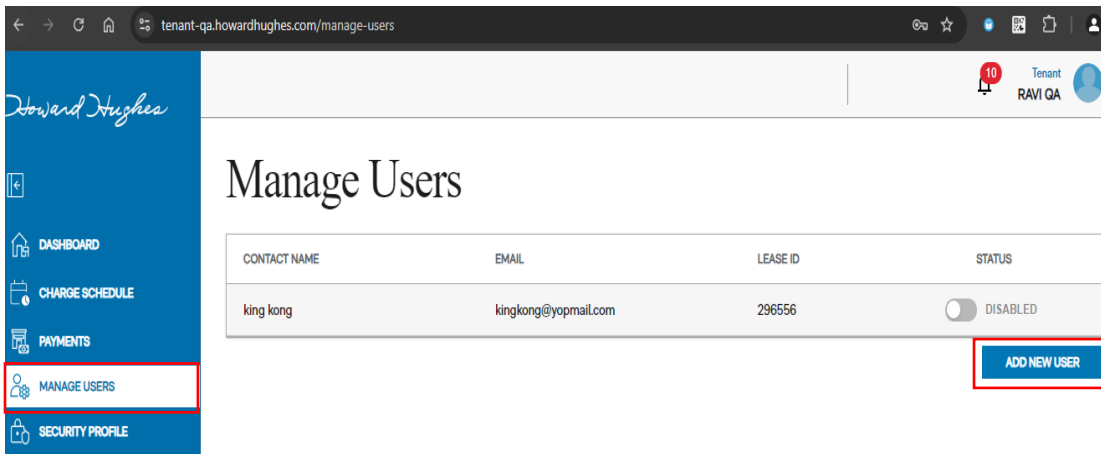 tenant-qa.howardhughes.com/manage-users
Howard Hughes
10
Tenant
RAVI QA
Manage Users
DASHBOARD
CHARGE SCHEDULE
PAYMENTS
MANAGE USERS
SECURITY PROFILE
CONTACT NAME EMAIL LEASE ID STATUS
king kong kingkong@yopmail.com 296556 DISABLED
ADD NEW USER